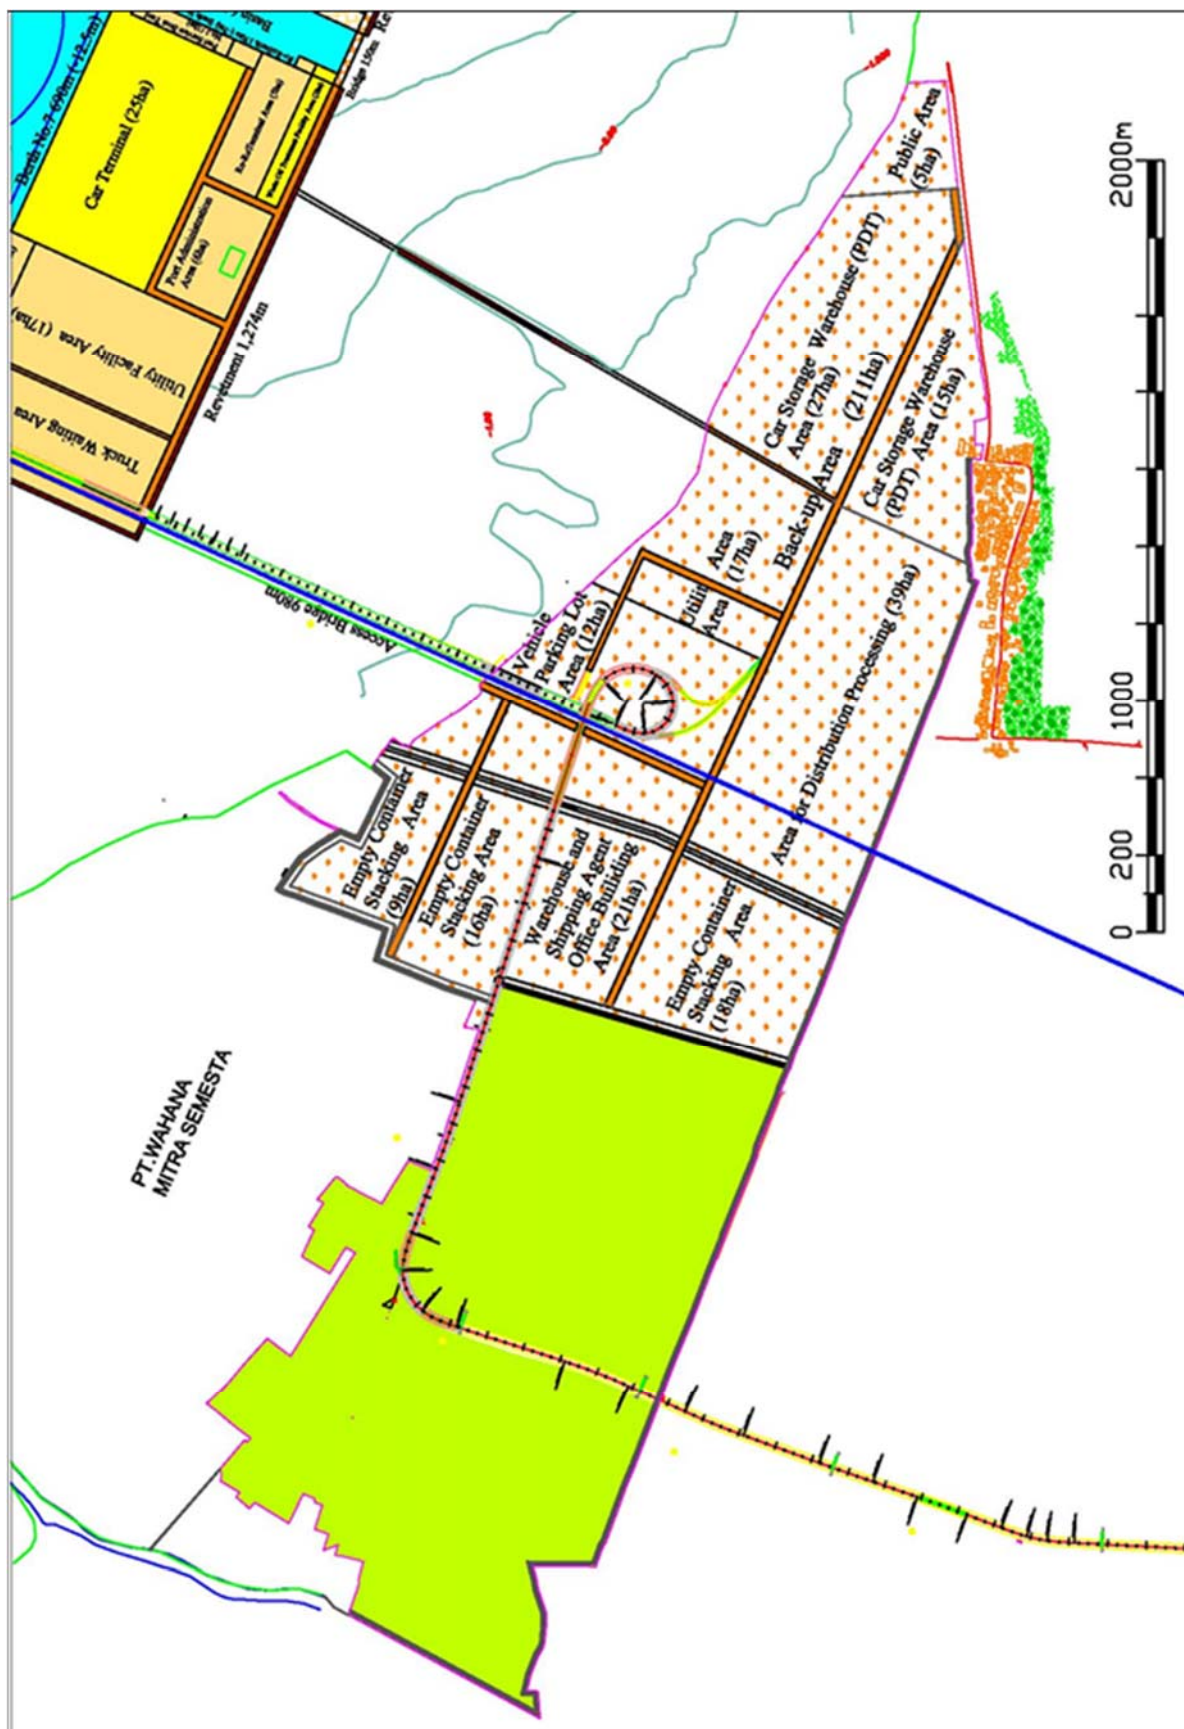 Berth No.7 690m (-12.5m)
Car Terminal (25ha)
Port Administration
Area (6ha)
Utility Facility Area (17ha)
Truck Waiting Area
Revetment 1,274m
Bridge 150m
Access Bridge 980m
Public Area
(5ha)
Car Storage Warehouse (PDT)
Area (27ha)
Back-up Area (211ha)
Car Storage Warehouse
(PDT) Area (15ha)
Area
(17ha)
Area
Vehicle
Parking Lot
Area (12ha)
Area for Distribution Processing (39ha)
Empty Container
Stacking Area
(9ha)
Empty Container
Stacking Area
(16ha)
Warehouse and
Shipping Agent
Office Builiding
Area (21ha)
Empty Container
Stacking Area
(18ha)
PT.WAHANA
MITRA SEMESTA
0 200 1000 2000m